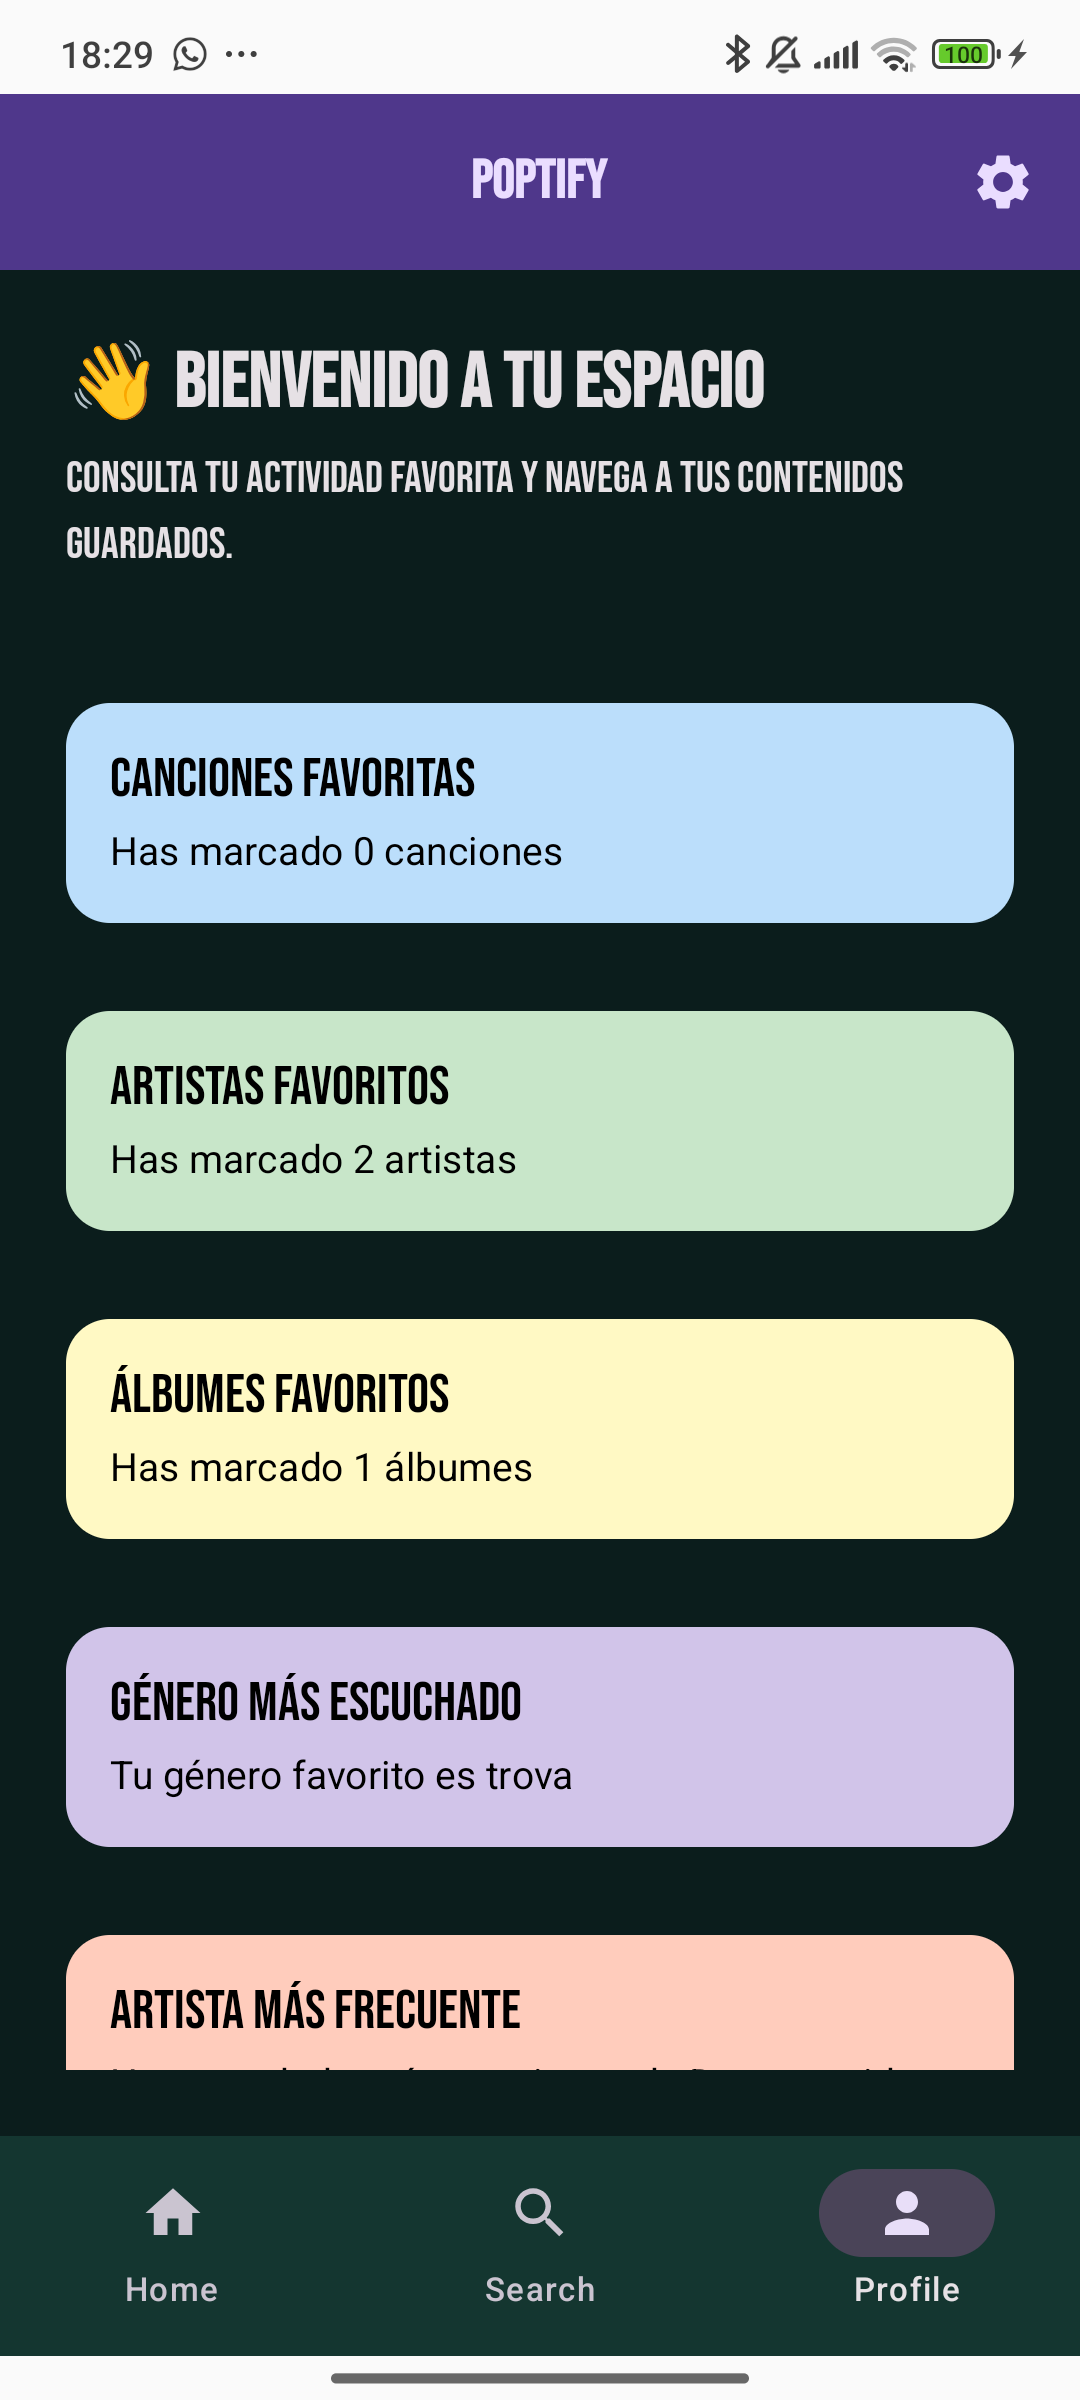 18:29
100
POPTIFY
👋 BIENVENIDO A TU ESPACIO
CONSULTA TU ACTIVIDAD FAVORITA Y NAVEGA A TUS CONTENIDOS
GUARDADOS.
CANCIONES FAVORITAS
Has marcado 0 canciones
ARTISTAS FAVORITOS
Has marcado 2 artistas
ÁLBUMES FAVORITOS
Has marcado 1 álbumes
GÉNERO MÁS ESCUCHADO
Tu género favorito es trova
ARTISTA MÁS FRECUENTE
Home
Search
Profile